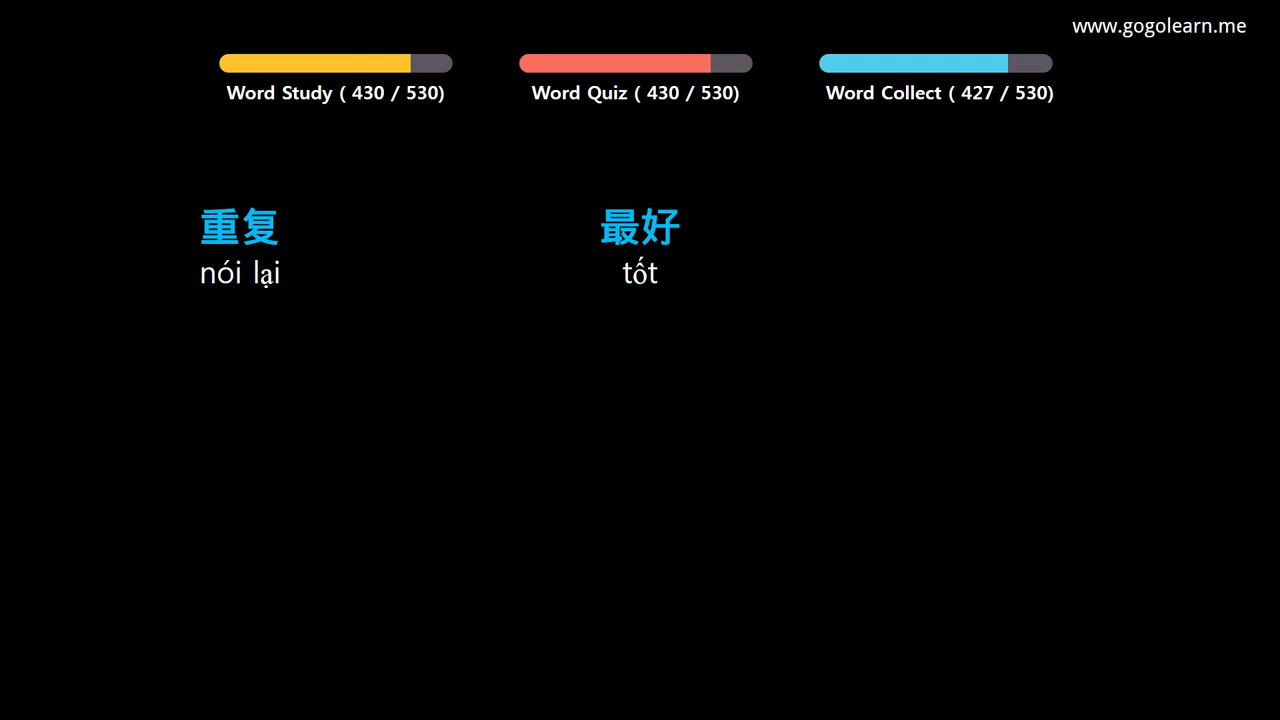 www.gogolearn.me
Word Study ( 430 / 530)
Word Quiz ( 430 / 530)
Word Collect ( 427 / 530)
重复
nói lại
最好
tốt